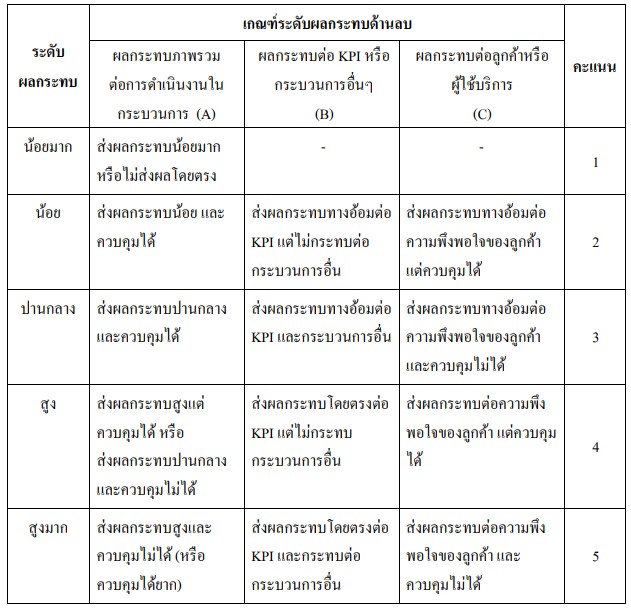 ระดับ
ผลกระทบ
เกณฑ์ระดับผลกระทบด้านลบ
คะแนน
ผลกระทบภาพรวม
ต่อการดำเนินงานใน
กระบวนการ (A)
ผลกระทบต่อ KPI หรือ
กระบวนการอื่นๆ
(B)
ผลกระทบต่อลูกค้าหรือ
ผู้ใช้บริการ
(C)
น้อยมาก
ส่งผลกระทบน้อยมาก
หรือไม่ส่งผลโดยตรง
-
-
1
น้อย
ส่งผลกระทบน้อย และ
ควบคุมได้
ส่งผลกระทบทางอ้อมต่อ
KPI แต่ไม่กระทบต่อ
กระบวนการอื่น
ส่งผลกระทบทางอ้อมต่อ
ความพึงพอใจของลูกค้า
แต่ควบคุมได้
2
ปานกลาง
ส่งผลกระทบปานกลาง
และควบคุมได้
ส่งผลกระทบทางอ้อมต่อ
KPI และกระบวนการอื่น
ส่งผลกระทบทางอ้อมต่อ
ความพึงพอใจของลูกค้า
และควบคุมไม่ได้
3
สูง
ส่งผลกระทบสูงแต่
ควบคุมได้ หรือ
ส่งผลกระทบปานกลาง
และควบคุมไม่ได้
ส่งผลกระทบโดยตรงต่อ
KPI แต่ไม่กระทบ
กระบวนการอื่น
ส่งผลกระทบต่อความพึง
พอใจของลูกค้า แต่ควบคุม
ได้
4
สูงมาก
ส่งผลกระทบสูงและ
ควบคุมไม่ได้ (หรือ
ควบคุมได้ยาก)
ส่งผลกระทบโดยตรงต่อ
KPI และกระทบต่อ
กระบวนการอื่น
ส่งผลกระทบต่อความพึง
พอใจของลูกค้า และ
ควบคุมไม่ได้
5